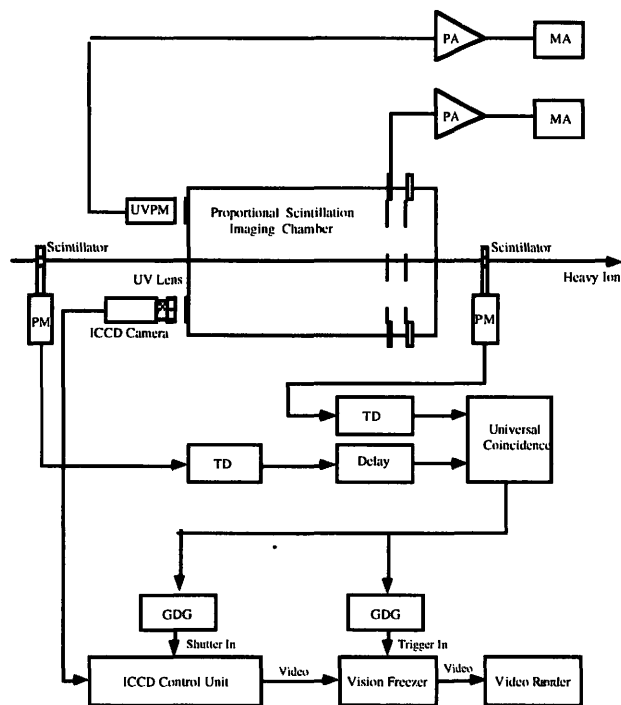 PA
MA
PA
MA
UVPM
Proportional Scintillation
Imaging Chamber
Scintillator
Scintillator
UV Lens
Heavy Ion
PM
ICCD Camera
PM
TD
Universal
Coincidence
TD
Delay
GDG
GDG
Shutter In
Trigger In
ICCD Control Unit
Video
Vision Freezer
Video
Video